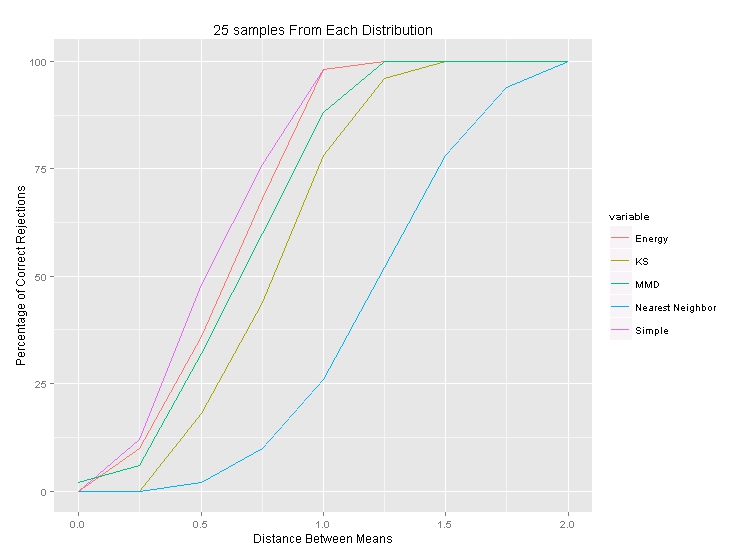 25 samples From Each Distribution
Percentage of Correct Rejections
100
75
50
25
0
0.0 0.5 1.0 1.5 2.0
Distance Between Means
variable
Energy
KS
MMD
Nearest Neighbor
Simple